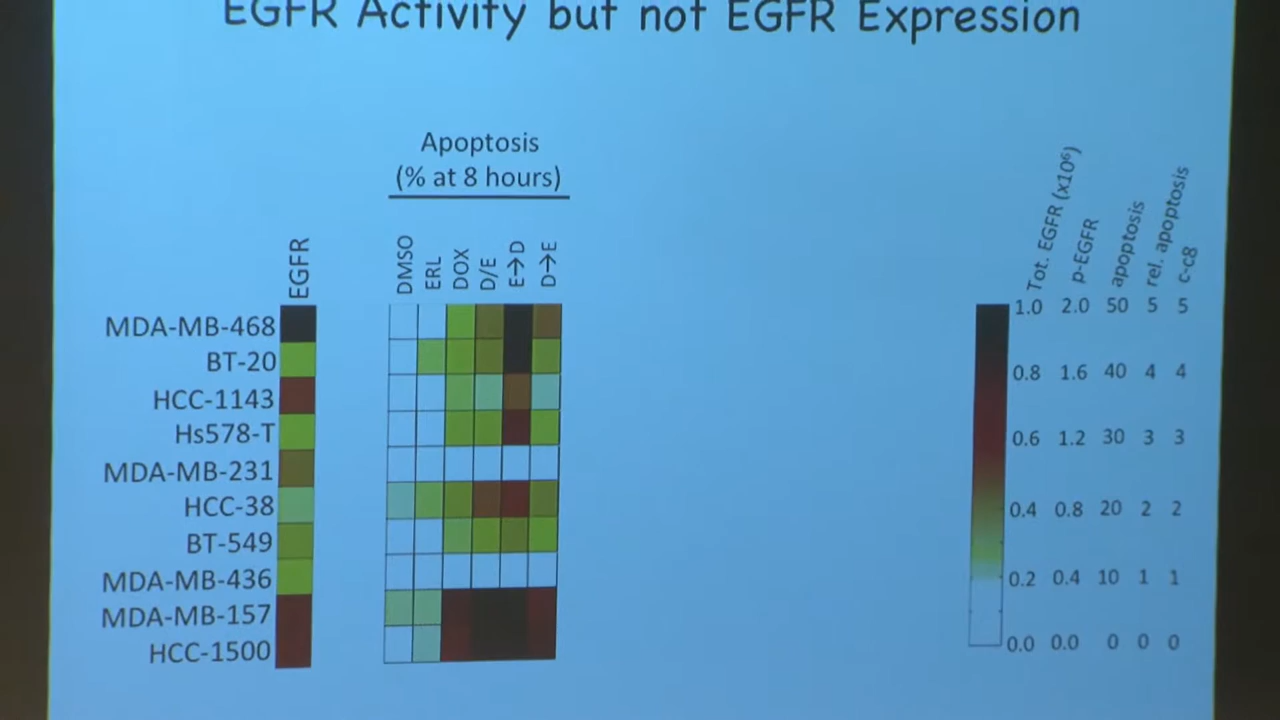 EGFR Activity but not EGFR Expression
Apoptosis
(% at 8 hours)
EGFR
DMSO
ERL
DOX
D/E
E→D
D→E
MDA-MB-468
BT-20
HCC-1143
Hs578-T
MDA-MB-231
HCC-38
BT-549
MDA-MB-436
MDA-MB-157
HCC-1500
Tot. EGFR (x10⁶)
p-EGFR
apoptosis
rel. apoptosis
c-c8
1.0 2.0 50 5 5
0.8 1.6 40 4 4
0.6 1.2 30 3 3
0.4 0.8 20 2 2
0.2 0.4 10 1 1
0.0 0.0 0 0 0